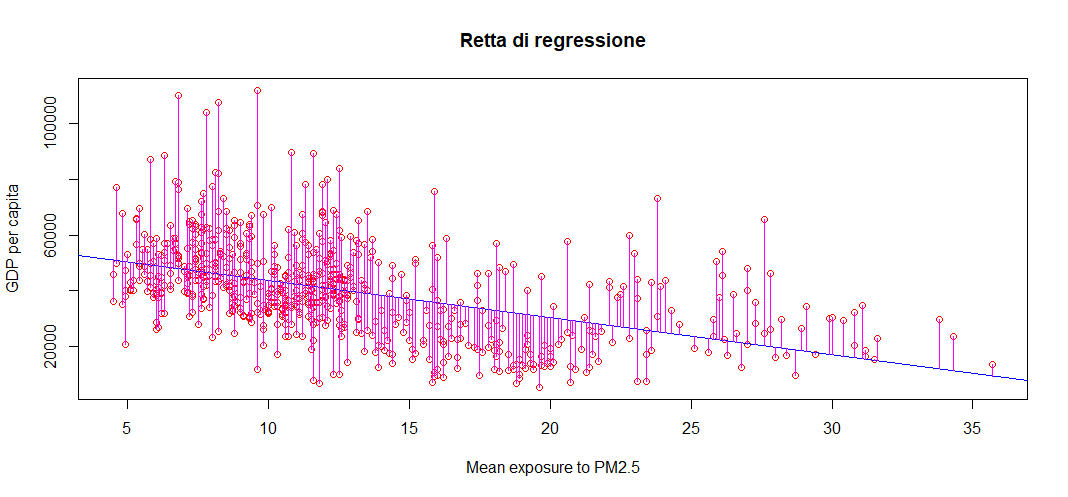 Retta di regressione
GDP per capita
20000 60000 100000
5 10 15 20 25 30 35
Mean exposure to PM2.5